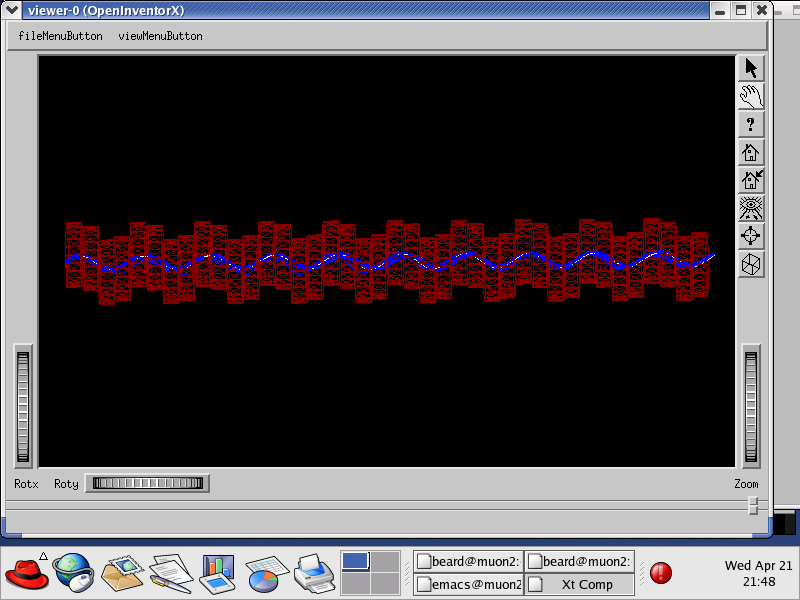 viewer-0 (OpenInventorX)
fileMenuButton viewMenuButton
?
Rotx Roty Zoom
beard@muon2: beard@muon2:
emacs@muon2 Xt Comp
Wed Apr 21
21:48